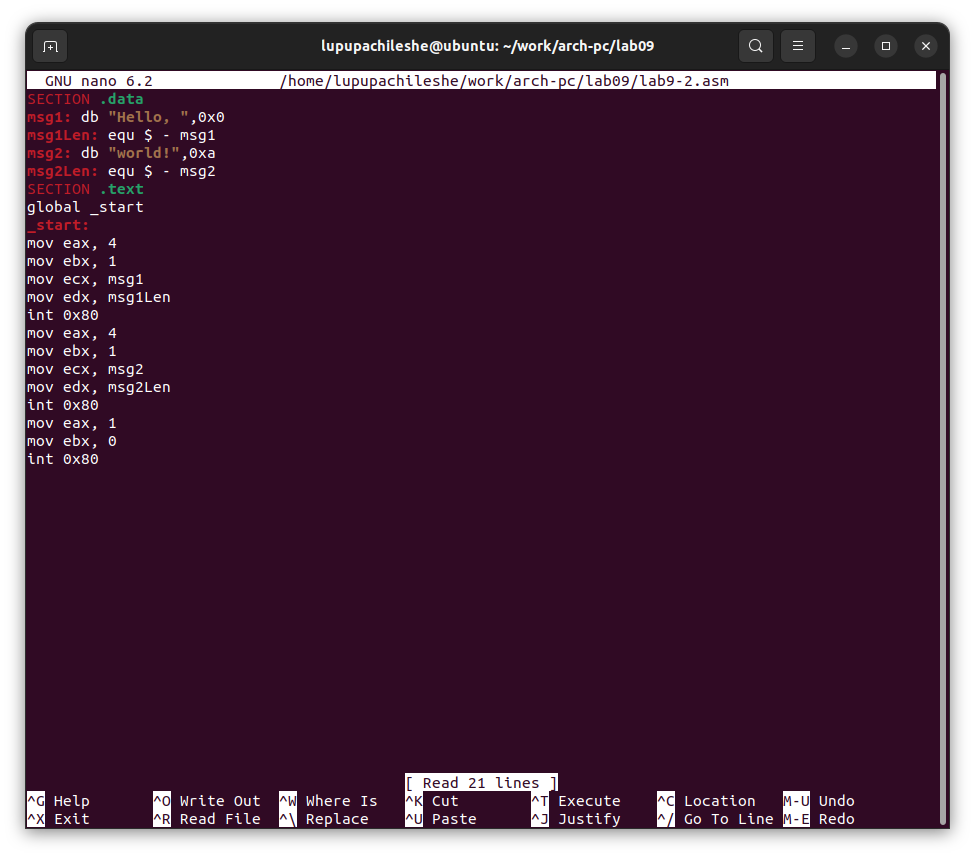 lupupachileshe@ubuntu: ~/work/arch-pc/lab09
GNU nano 6.2 /home/lupupachileshe/work/arch-pc/lab09/lab9-2.asm
SECTION .data
msg1: db "Hello, ",0x0
msg1Len: equ $ - msg1
msg2: db "world!",0xa
msg2Len: equ $ - msg2
SECTION .text
global _start
_start:
mov eax, 4
mov ebx, 1
mov ecx, msg1
mov edx, msg1Len
int 0x80
mov eax, 4
mov ebx, 1
mov ecx, msg2
mov edx, msg2Len
int 0x80
mov eax, 1
mov ebx, 0
int 0x80
[ Read 21 lines ]
^G Help ^O Write Out ^W Where Is ^K Cut ^T Execute ^C Location M-U Undo
^X Exit ^R Read File ^\ Replace ^U Paste ^J Justify ^/ Go To Line M-E Redo